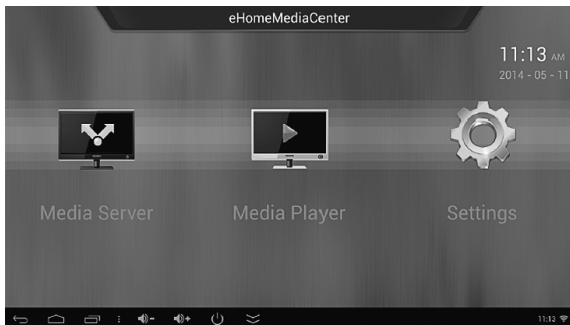 eHomeMediaCenter
11:13 AM
2014 - 05 - 11
Media Server
Media Player
Settings
11:13